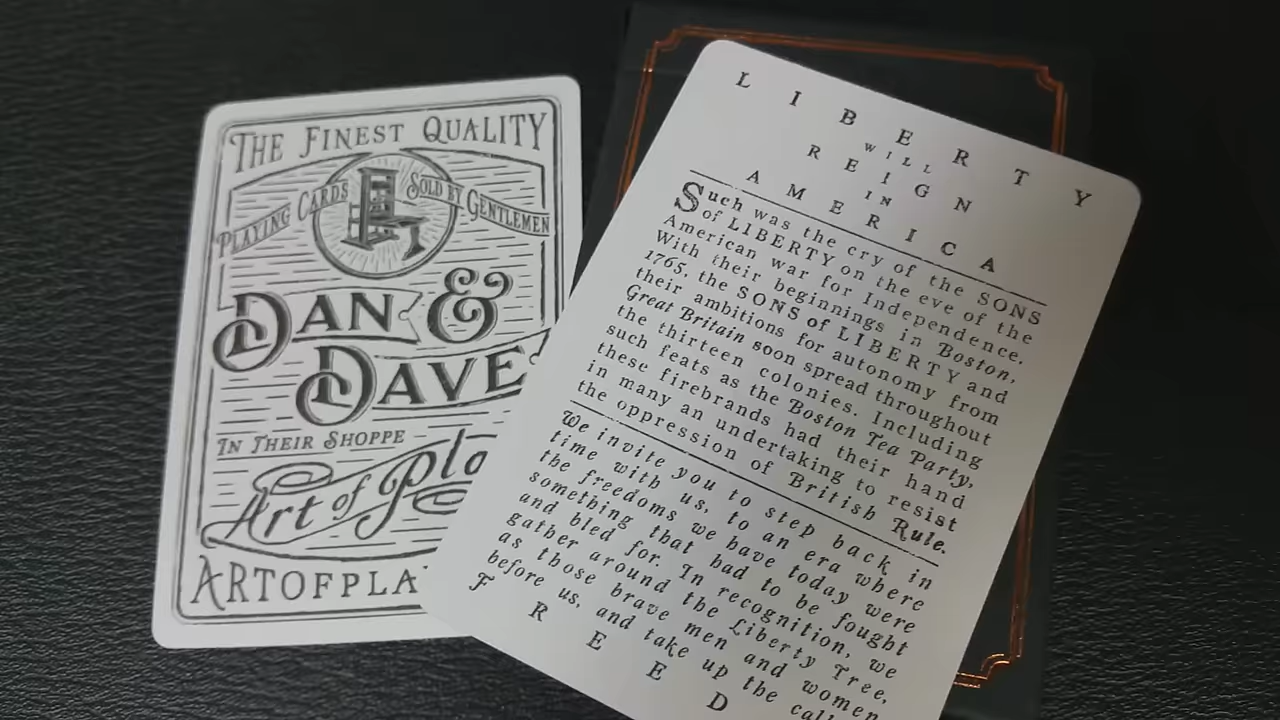 THE FINEST QUALITY
PLAYING CARDS SOLD BY GENTLEMEN
DAN &
DAVE
IN THEIR SHOPPE
Art of Pla
ARTOFPLA
LIBERTY
WILL
REIGN
IN
AMERICA
Such was the cry of the SONS
of LIBERTY on the eve of the
American war for Independence.
With their beginnings in Boston,
1765, the SONS of LIBERTY and
their ambitions for autonomy from
Great Britain soon spread throughout
the thirteen colonies. Including
such feats as the Boston Tea Party,
these firebrands had their hand
in many an undertaking to resist
the oppression of British Rule.
We invite you to step back in
time with us, to an era where
the freedoms we have today were
something that had to be fought
and bled for. In recognition, we
gather around the Liberty Tree,
as those brave men and women
before us, and take up the call
FREED